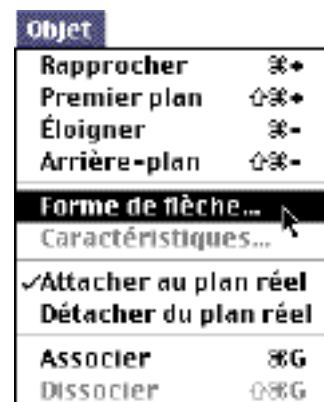 Objet
Rapprocher ⌘+
Premier plan ⇧⌘+
Éloigner ⌘-
Arrière-plan ⇧⌘-
Forme de flèche...
Caractéristiques...
✓Attacher au plan réel
Détacher du plan réel
Associer ⌘G
Dissocier ⇧⌘G